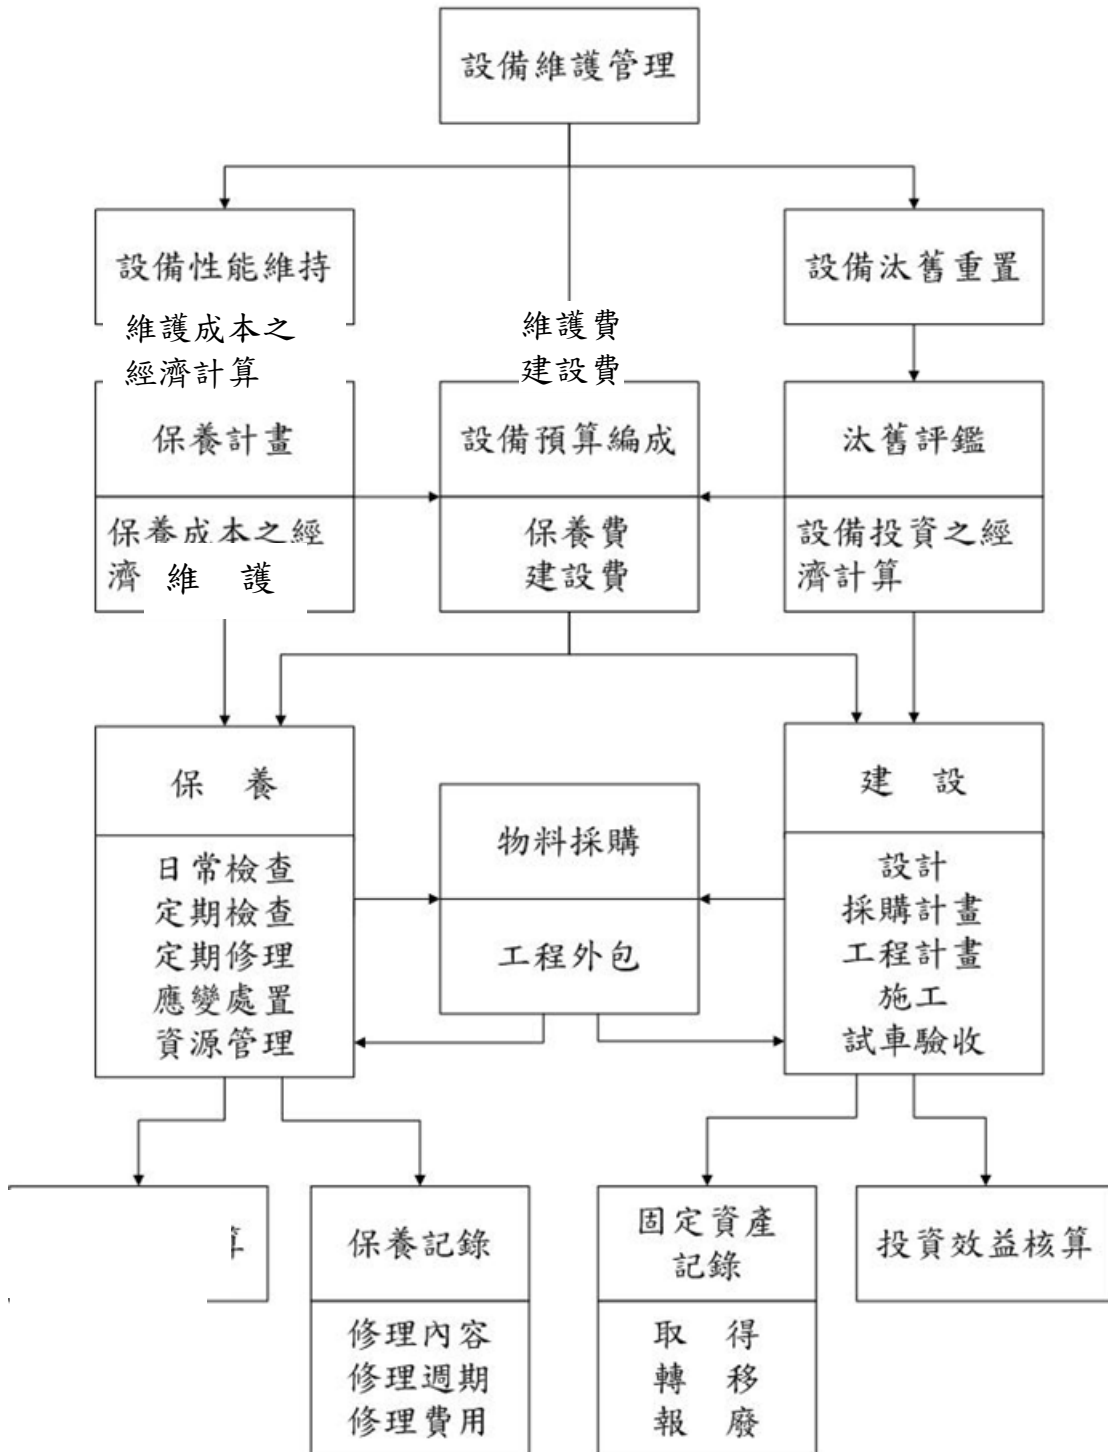 設備維護管理
設備性能維持
設備汰舊重置
維護成本之
經濟計算
維護費
建設費
保養計畫
設備預算編成
汰舊評鑑
保養成本之經
濟
維 護
保養費
建設費
設備投資之經
濟計算
保 養
日常檢查
定期檢查
定期修理
應變處置
資源管理
物料採購
工程外包
建 設
設計
採購計畫
工程計畫
施工
試車驗收
算
保養記錄
修理內容
修理週期
修理費用
固定資產
記錄
取 得
轉 移
報 廢
投資效益核算